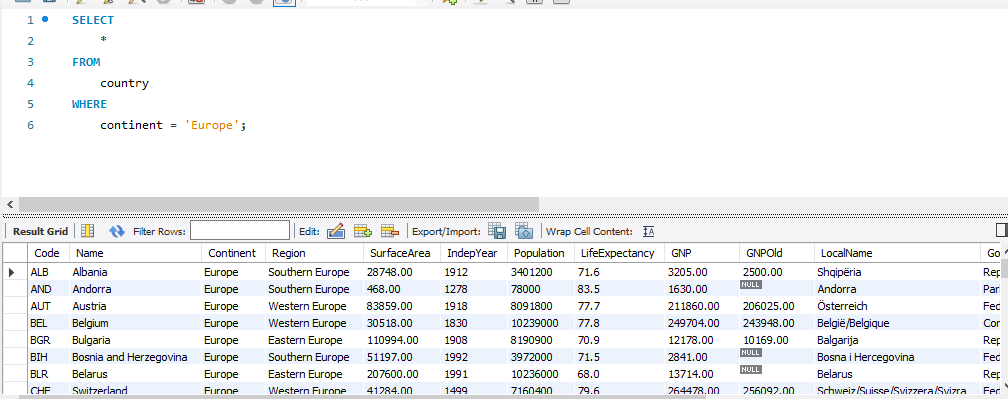 1 SELECT
2 *
3 FROM
4 country
5 WHERE
6 continent = 'Europe';
Result Grid Filter Rows: Edit: Export/Import: Wrap Cell Content:
Code Name Continent Region SurfaceArea IndepYear Population LifeExpectancy GNP GNPOld LocalName Go
ALB Albania Europe Southern Europe 28748.00 1912 3401200 71.6 3205.00 2500.00 Shqipëria Rep
AND Andorra Europe Southern Europe 468.00 1278 78000 83.5 1630.00 NULL Andorra Par
AUT Austria Europe Western Europe 83859.00 1918 8091800 77.7 211860.00 206025.00 Österreich Fed
BEL Belgium Europe Western Europe 30518.00 1830 10239000 77.8 249704.00 243948.00 België/Belgique Con
BGR Bulgaria Europe Eastern Europe 110994.00 1908 8190900 70.9 12178.00 10169.00 Balgarija Rep
BIH Bosnia and Herzegovina Europe Southern Europe 51197.00 1992 3972000 71.5 2841.00 NULL Bosna i Hercegovina Fed
BLR Belarus Europe Eastern Europe 207600.00 1991 10236000 68.0 13714.00 NULL Belarus Rep
CHE Switzerland Europe Western Europe 41284.00 1499 7160400 79.6 264478.00 256092.00 Schweiz/Suisse/Svizzera/Svizra Fed